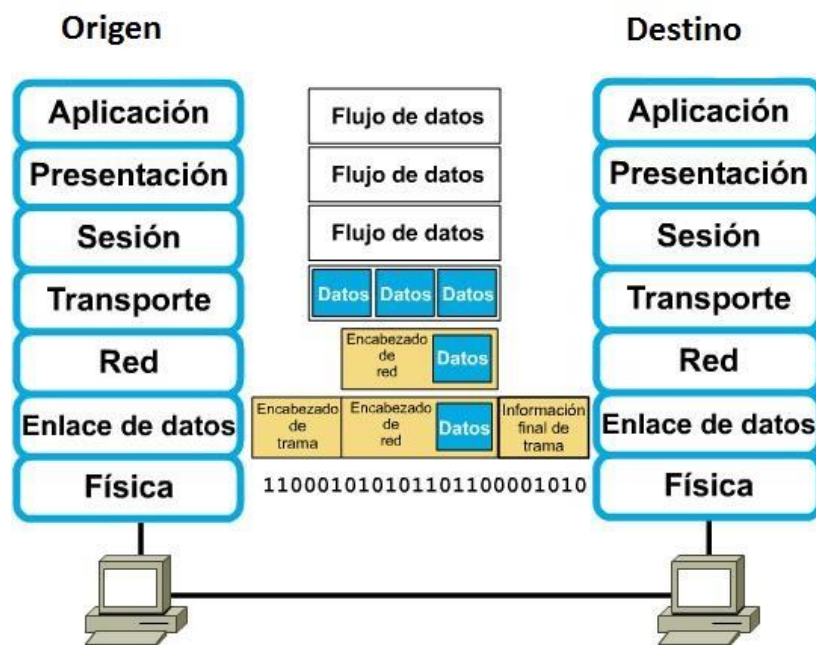 Origen
Destino
Aplicación
Flujo de datos
Aplicación
Presentación
Flujo de datos
Presentación
Sesión
Flujo de datos
Sesión
Transporte
Datos Datos Datos
Transporte
Red
Encabezado
de
red
Datos
Red
Enlace de datos
Encabezado
de
trama
Encabezado
de
red
Datos
Información
final de
trama
Enlace de datos
Física
1100010101011011100001010
Física